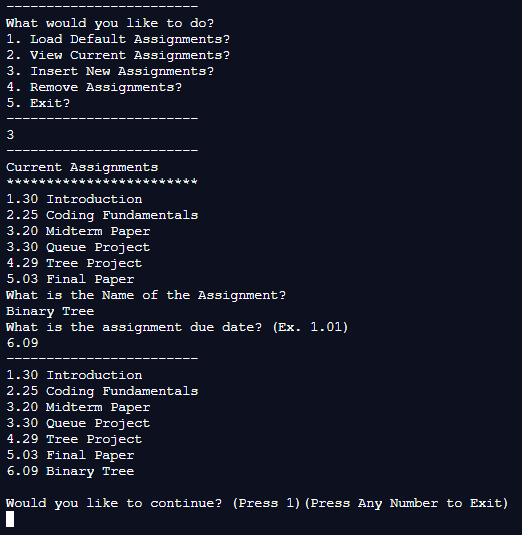 ------------------------
What would you like to do?
1. Load Default Assignments?
2. View Current Assignments?
3. Insert New Assignments?
4. Remove Assignments?
5. Exit?
------------------------
3
------------------------
Current Assignments
************************
1.30 Introduction
2.25 Coding Fundamentals
3.20 Midterm Paper
3.30 Queue Project
4.29 Tree Project
5.03 Final Paper
What is the Name of the Assignment?
Binary Tree
What is the assignment due date? (Ex. 1.01)
6.09
------------------------
1.30 Introduction
2.25 Coding Fundamentals
3.20 Midterm Paper
3.30 Queue Project
4.29 Tree Project
5.03 Final Paper
6.09 Binary Tree
Would you like to continue? (Press 1)(Press Any Number to Exit)